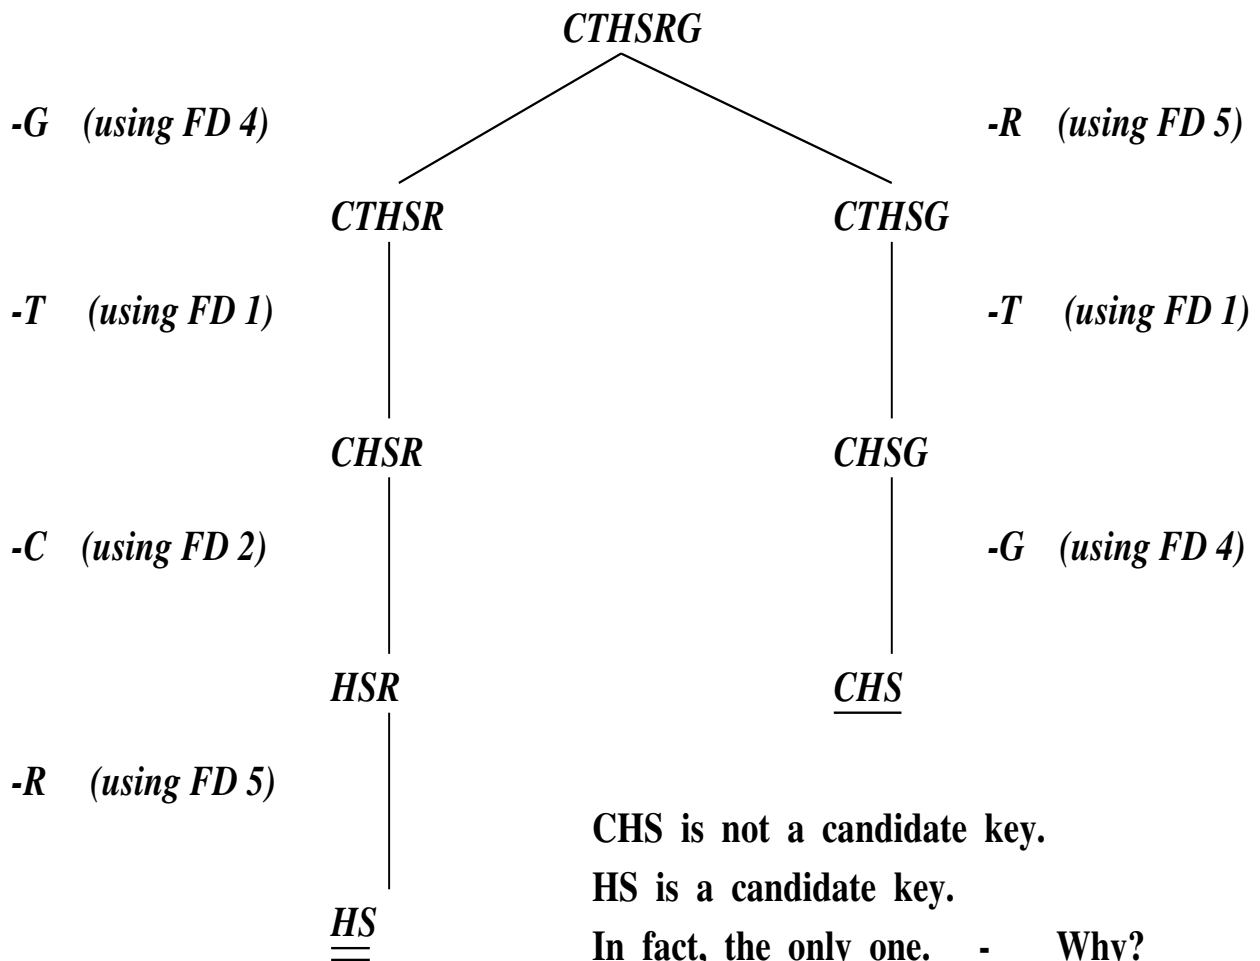 CTHSRG
-G (using FD 4)
-R (using FD 5)
CTHSR
CTHSG
-T (using FD 1)
-T (using FD 1)
CHSR
CHSG
-C (using FD 2)
-G (using FD 4)
HSR
CHS
-R (using FD 5)
CHS is not a candidate key.
HS is a candidate key.
HS
In fact, the only one. - Why?